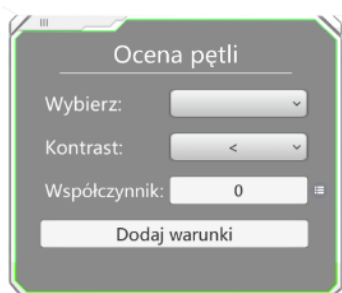 Ocena pętli
Wybierz:
Kontrast: <
Współczynnik: 0
Dodaj warunki